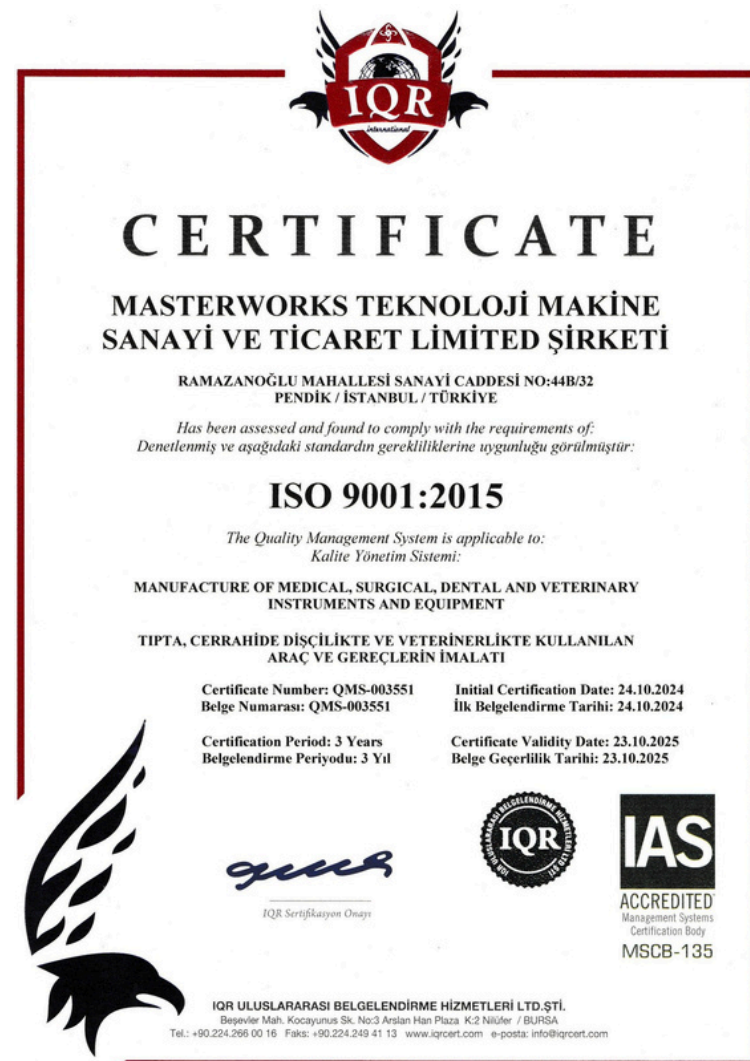 IQR
international
CERTIFICATE
MASTERWORKS TEKNOLOJİ MAKİNE
SANAYİ VE TİCARET LİMİTED ŞİRKETİ
RAMAZANOĞLU MAHALLESİ SANAYİ CADDESİ NO:44B/32
PENDİK / İSTANBUL / TÜRKİYE
Has been assessed and found to comply with the requirements of:
Denetlenmiş ve aşağıdaki standardın gerekliliklerine uygunluğu görülmüştür:
ISO 9001:2015
The Quality Management System is applicable to:
Kalite Yönetim Sistemi:
MANUFACTURE OF MEDICAL, SURGICAL, DENTAL AND VETERINARY
INSTRUMENTS AND EQUIPMENT
TIPTA, CERRAHİDE DİŞÇİLİKTE VE VETERİNERLİKTE KULLANILAN
ARAÇ VE GEREÇLERİN İMALATI
Certificate Number: QMS-003551
Belge Numarası: QMS-003551
Initial Certification Date: 24.10.2024
İlk Belgelendirme Tarihi: 24.10.2024
Certification Period: 3 Years
Belgelendirme Periyodu: 3 Yıl
Certificate Validity Date: 23.10.2025
Belge Geçerlilik Tarihi: 23.10.2025
IQR Sertifikasyon Onayı
IQR ULUSLARARASI BELGELENDİRME HİZMETLERİ LTD.ŞTİ.
IQR
IAS
ACCREDITED
Management Systems
Certification Body
MSCB-135
IQR ULUSLARARASI BELGELENDİRME HİZMETLERİ LTD.ŞTİ.
Beşevler Mah. Kocayunus Sk. No:3 Arslan Han Plaza K:2 Nilüfer / BURSA
Tel.: +90.224.266 00 16 Faks: +90.224.249 41 13 www.iqrcert.com e-posta: info@iqrcert.com